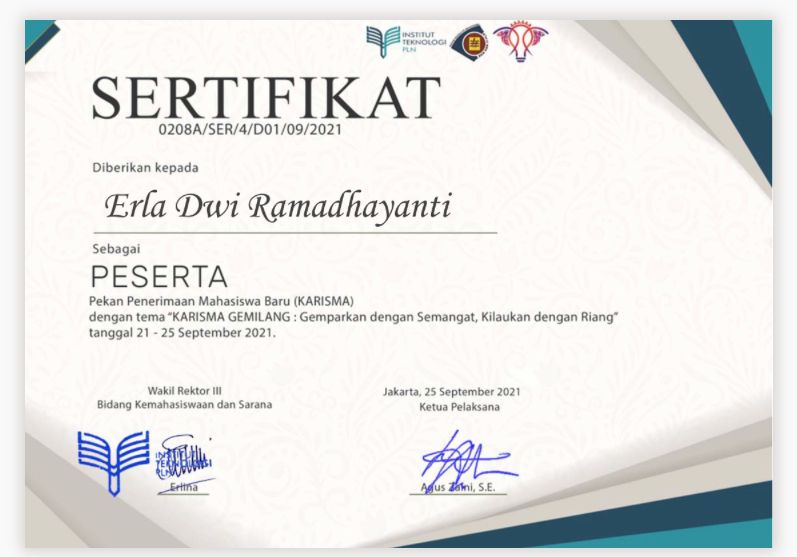 INSTITUT
TEKNOLOGI
PLN
SERTIFIKAT
0208A/SER/4/D01/09/2021
Diberikan kepada
Erla Dwi Ramadhayanti
Sebagai
PESERTA
Pekan Penerimaan Mahasiswa Baru (KARISMA)
dengan tema “KARISMA GEMILANG : Gemparkan dengan Semangat, Kilaukan dengan Riang”
tanggal 21 - 25 September 2021.
Wakil Rektor III
Bidang Kemahasiswaan dan Sarana
INSTITUT
TEKNOLOGI
PLN
Erlina
Jakarta, 25 September 2021
Ketua Pelaksana
Agus Zaini, S.E.